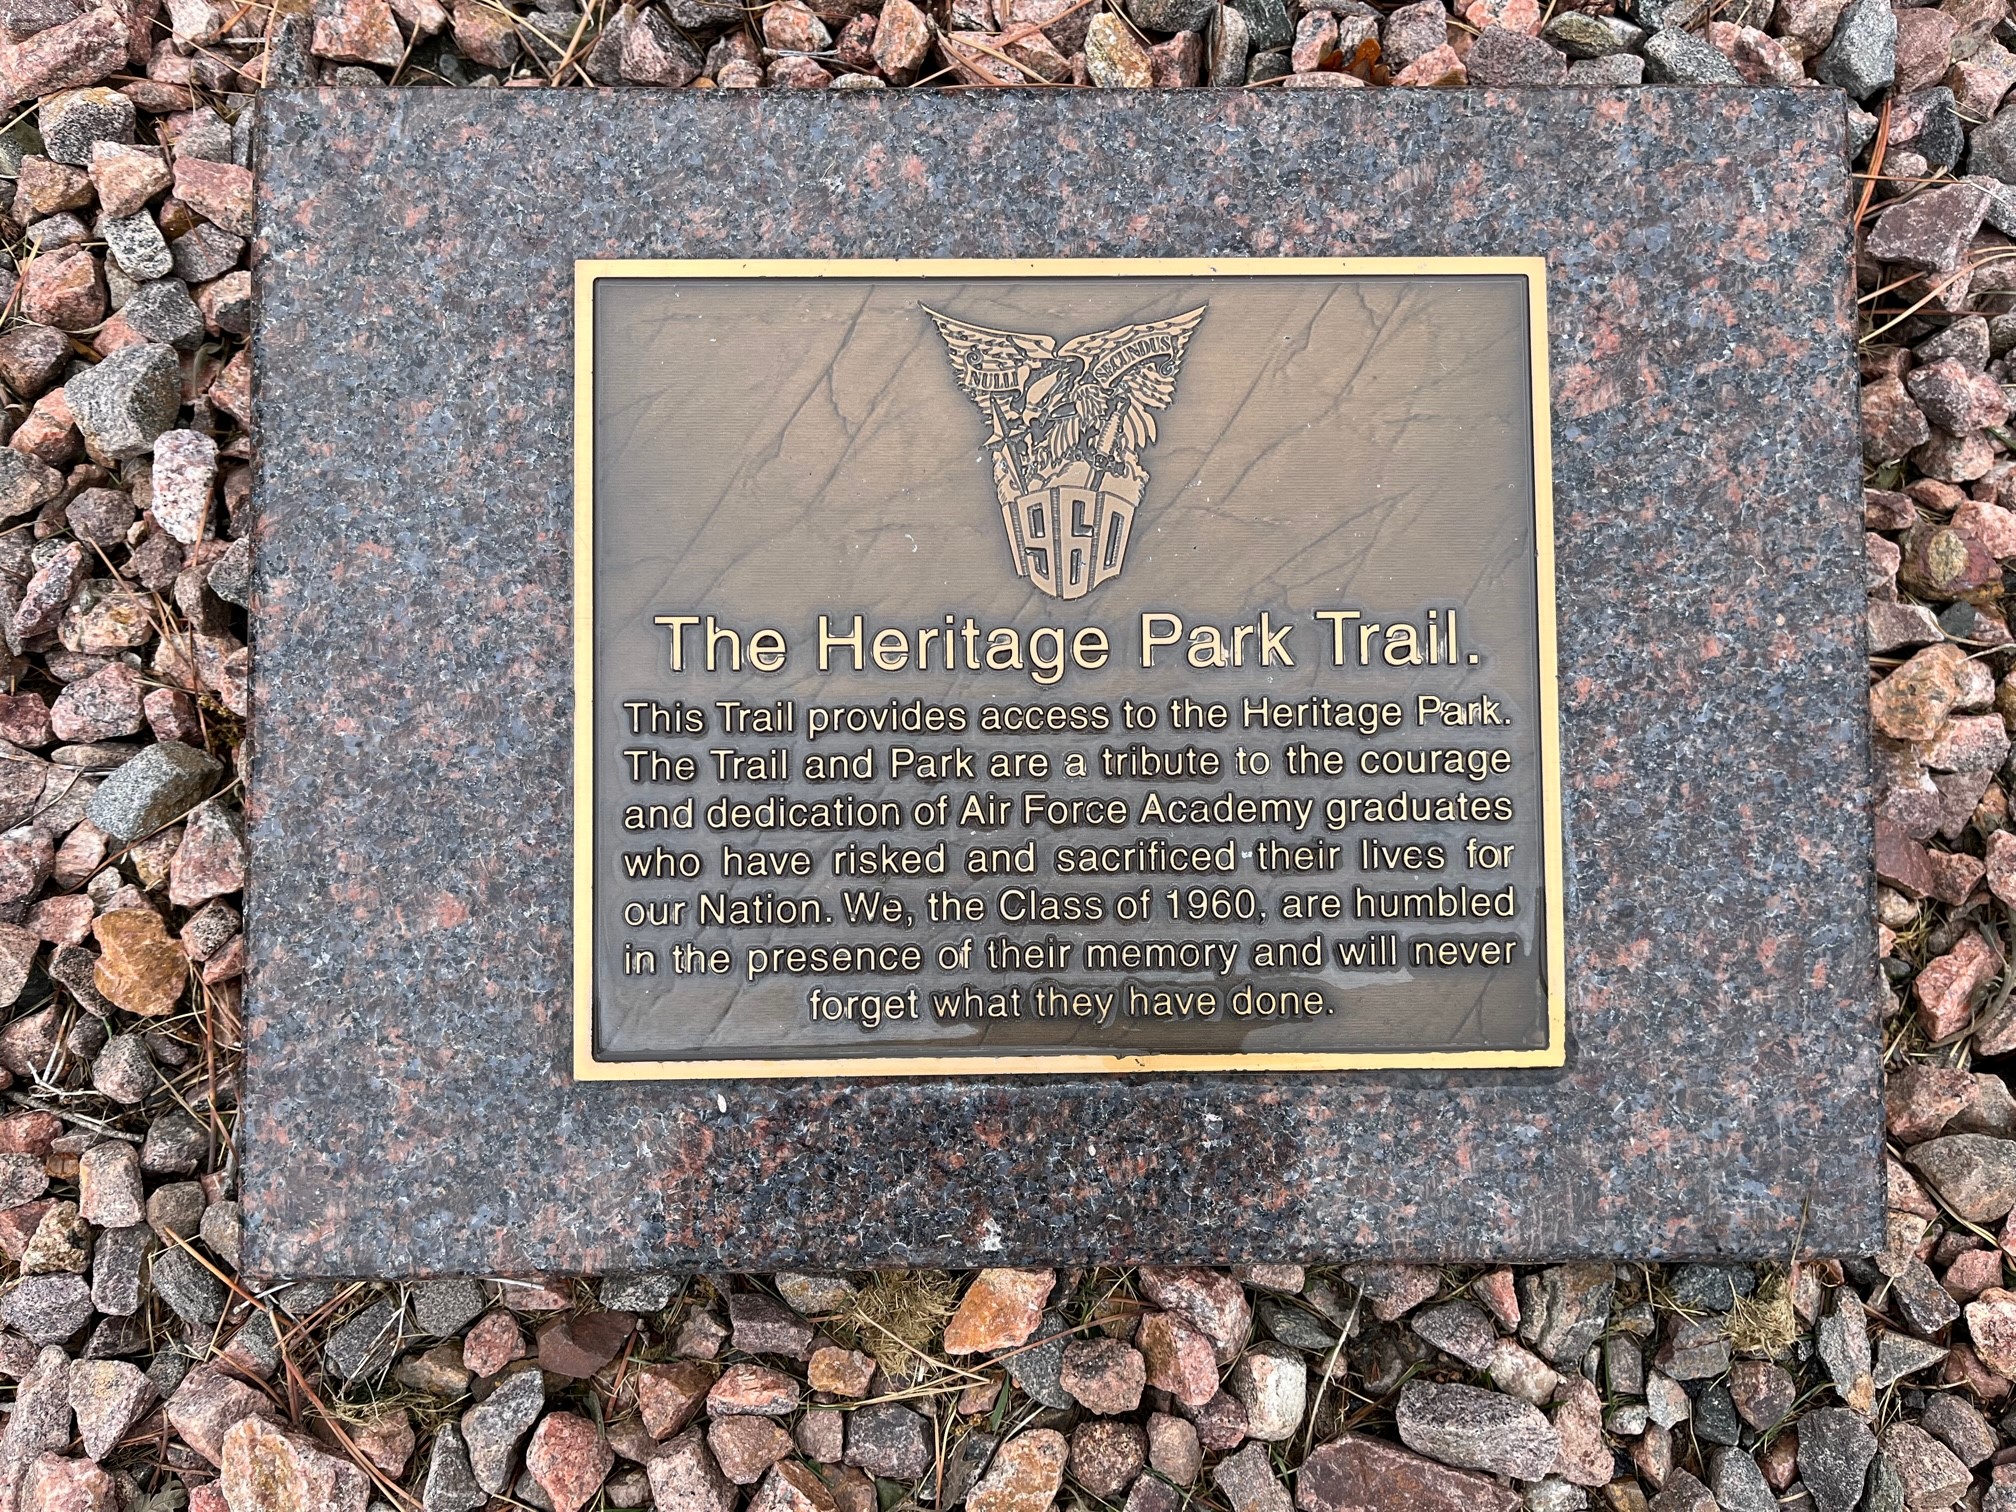 NULLI SECUNDUS
1960
The Heritage Park Trail.
This Trail provides access to the Heritage Park.
The Trail and Park are a tribute to the courage
and dedication of Air Force Academy graduates
who have risked and sacrificed their lives for
our Nation. We, the Class of 1960, are humbled
in the presence of their memory and will never
forget what they have done.